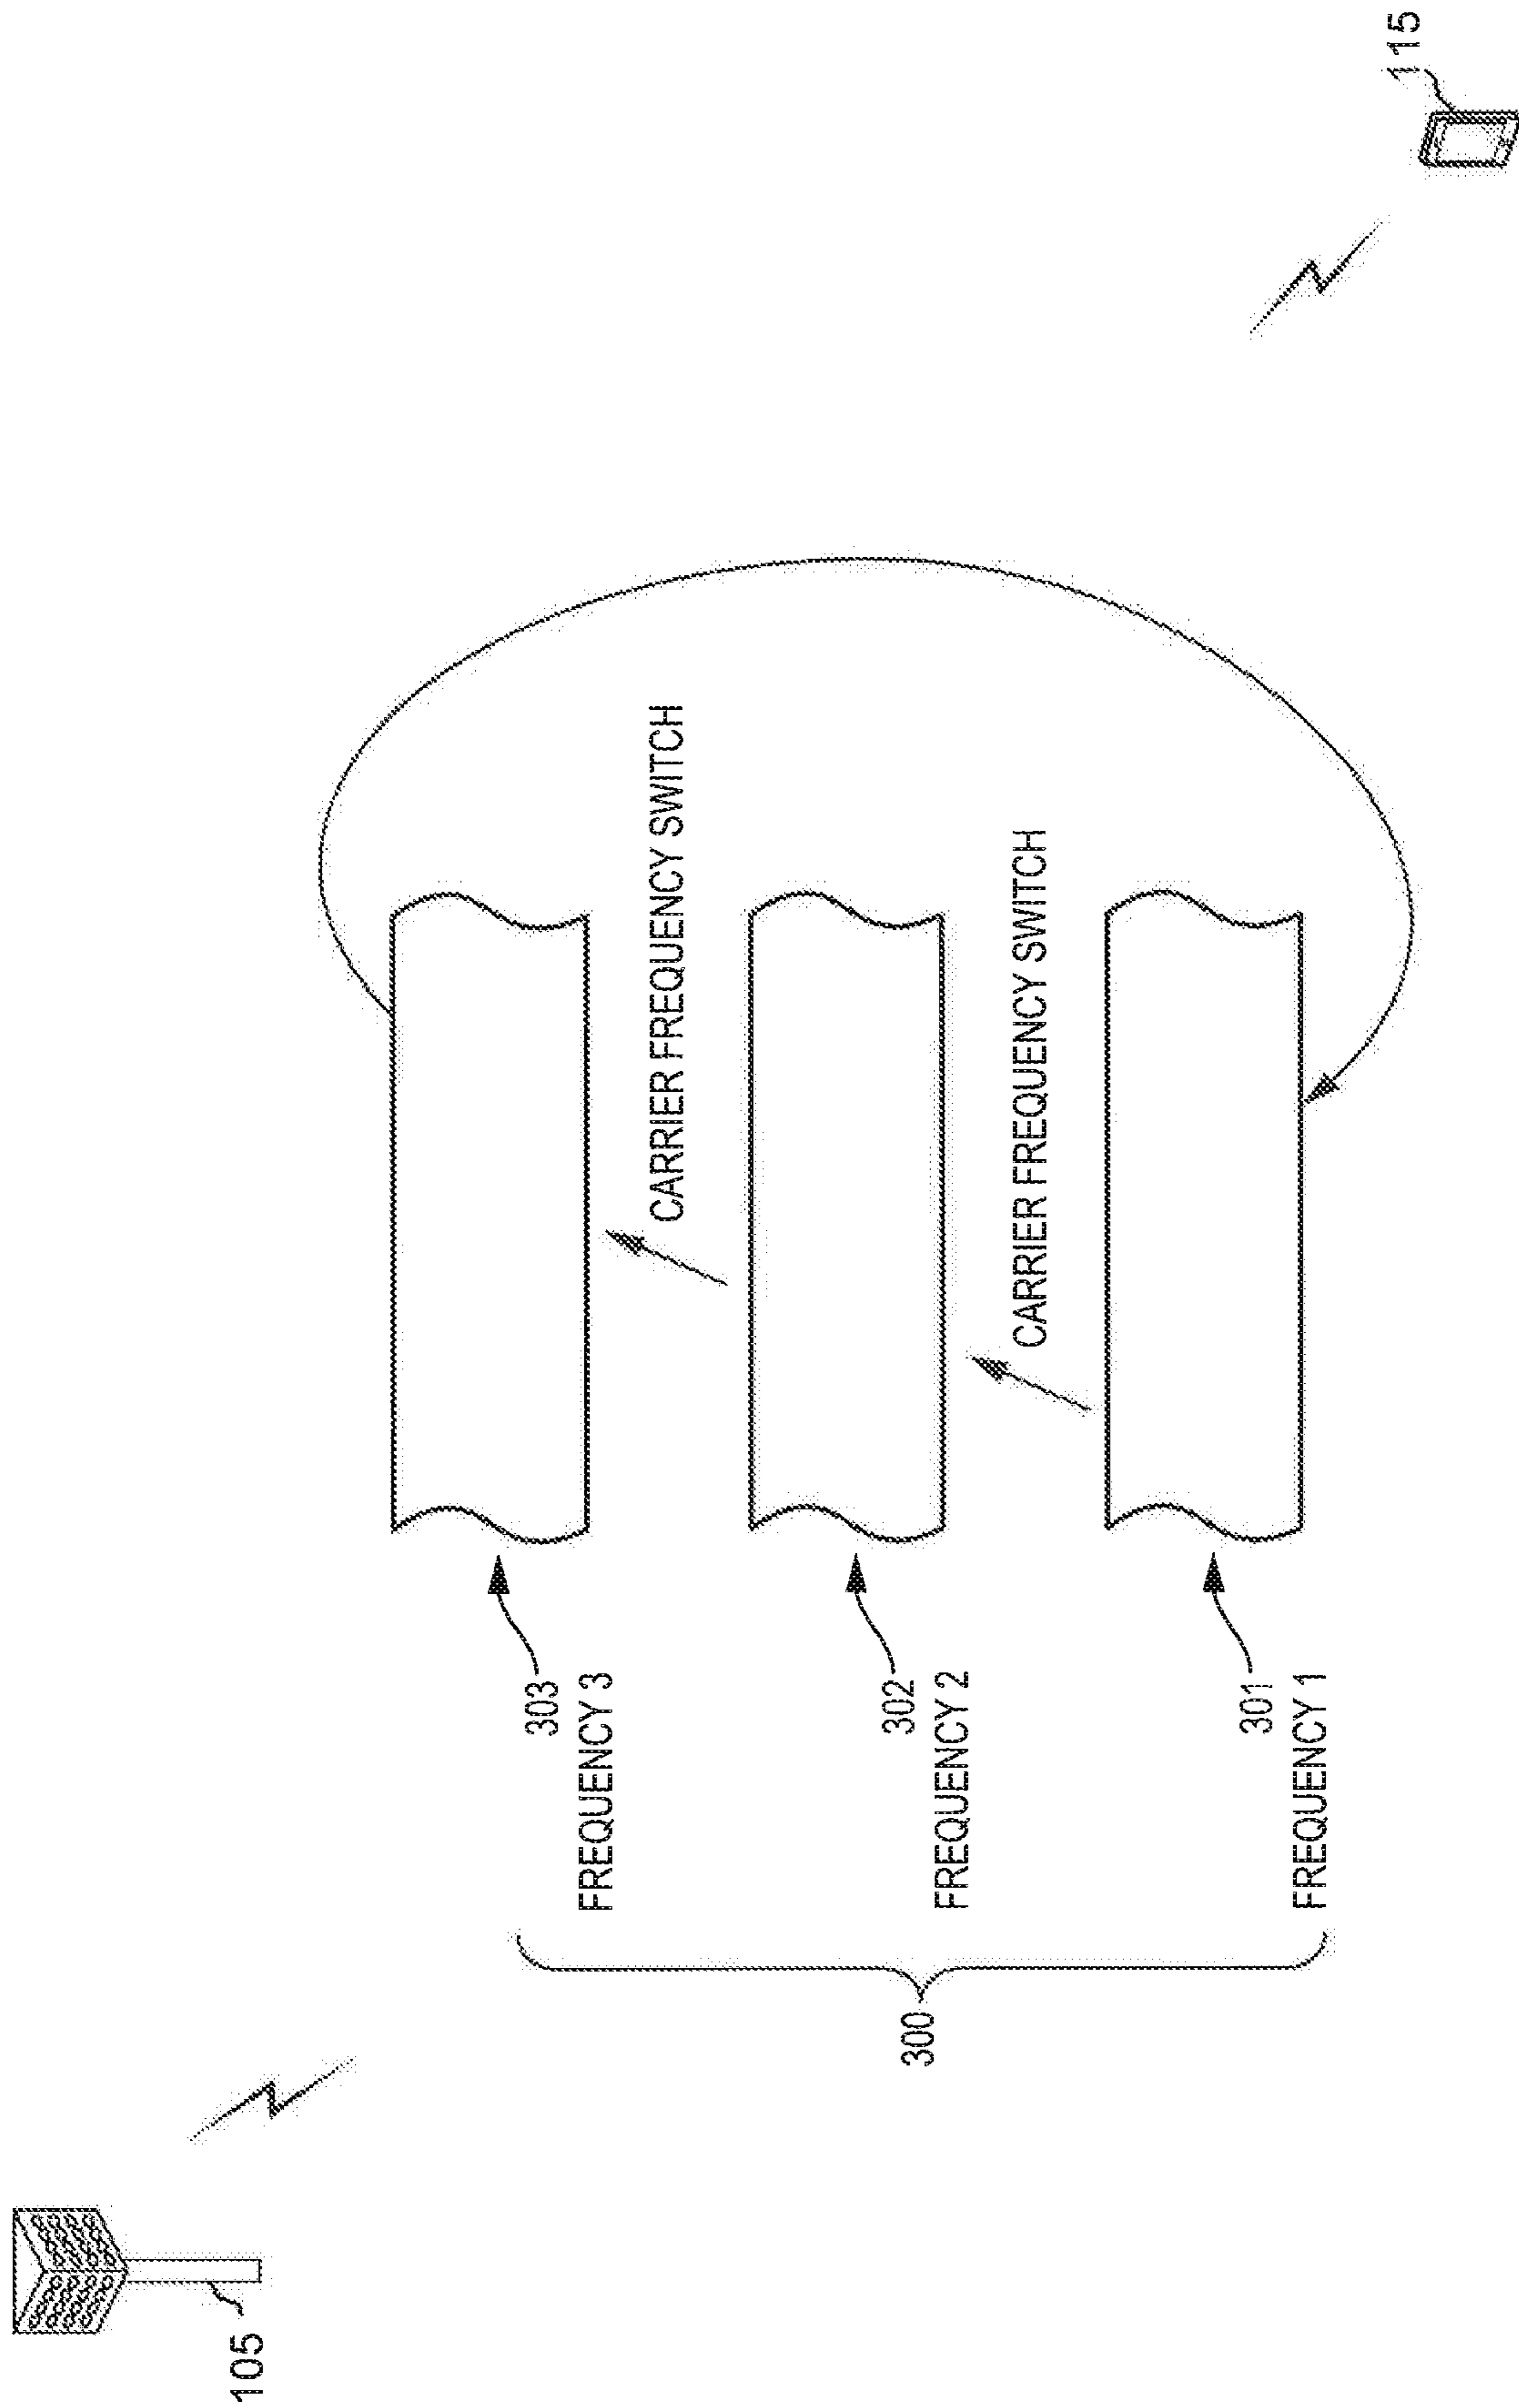 105
115
300
303
FREQUENCY 3
CARRIER FREQUENCY SWITCH
302
FREQUENCY 2
CARRIER FREQUENCY SWITCH
301
FREQUENCY 1